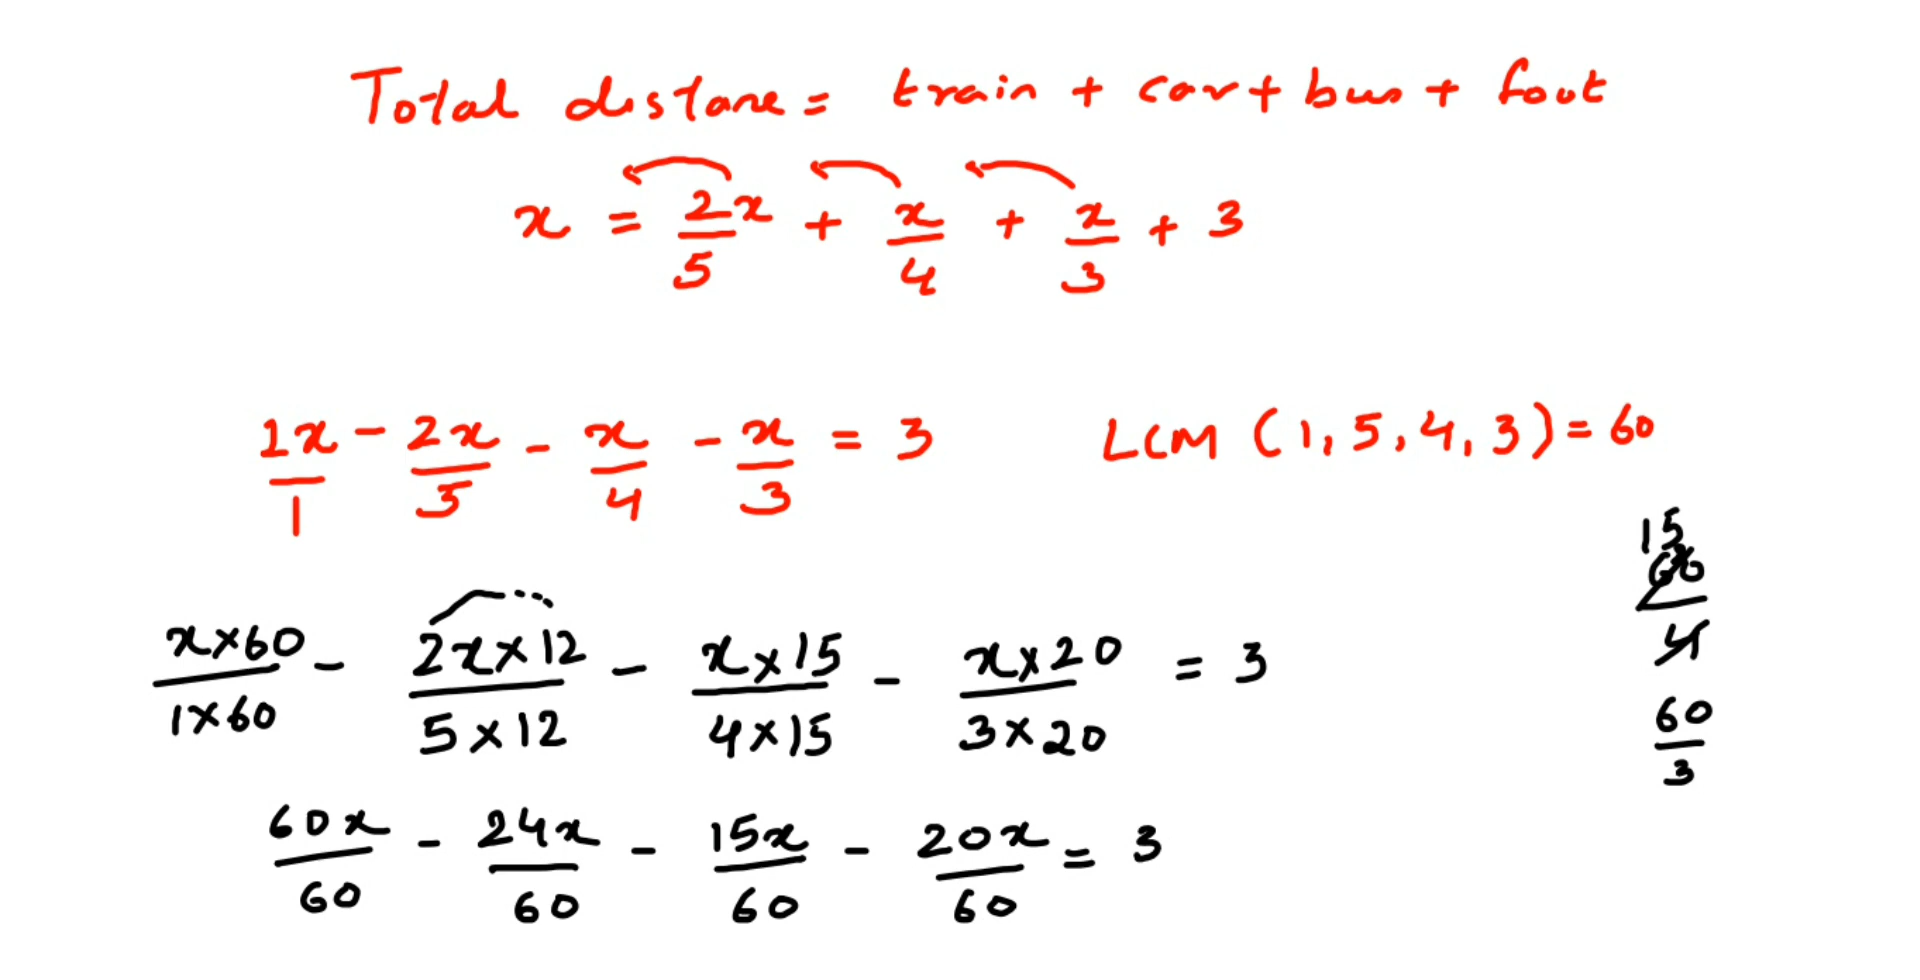 Total distane = train + car + bus + foot
x = 2x/5 + x/4 + x/3 + 3
1x/1 - 2x/5 - x/4 - x/3 = 3
LCM (1, 5, 4, 3) = 60
15
60/4
x×60/1×60 - 2x×12/5×12 - x×15/4×15 - x×20/3×20 = 3
60/3
60x/60 - 24x/60 - 15x/60 - 20x/60 = 3